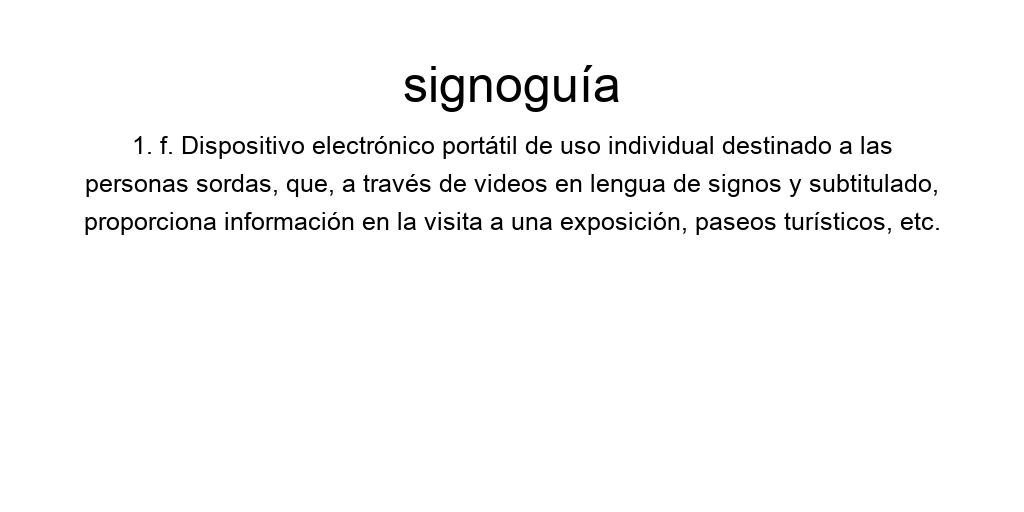 signoguía
1. f. Dispositivo electrónico portátil de uso individual destinado a las
personas sordas, que, a través de videos en lengua de signos y subtitulado,
proporciona información en la visita a una exposición, paseos turísticos, etc.